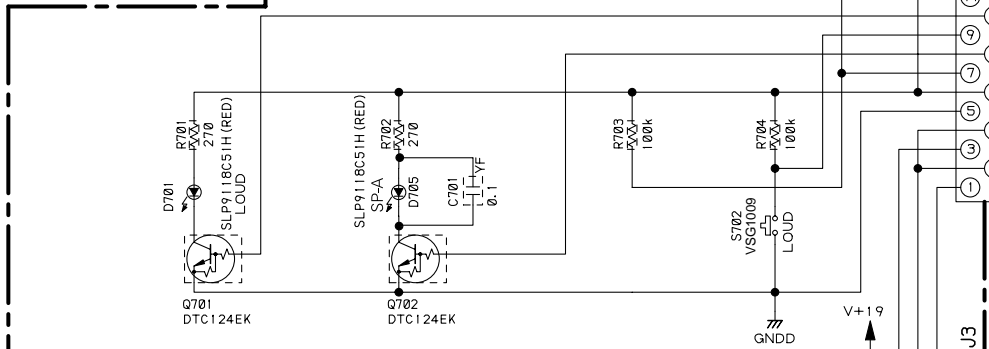 9
7
5
3
1
R701
270
SLP9118C51H(RED)
LOUD
D701
Q701
DTC124EK
SLP9118C51H(RED)
SP-A
R702
270
D705
C701
YF
0.1
Q702
DTC124EK
R703
100k
R704
100k
S702
VSG1009
LOUD
GNDD
V+19
J3